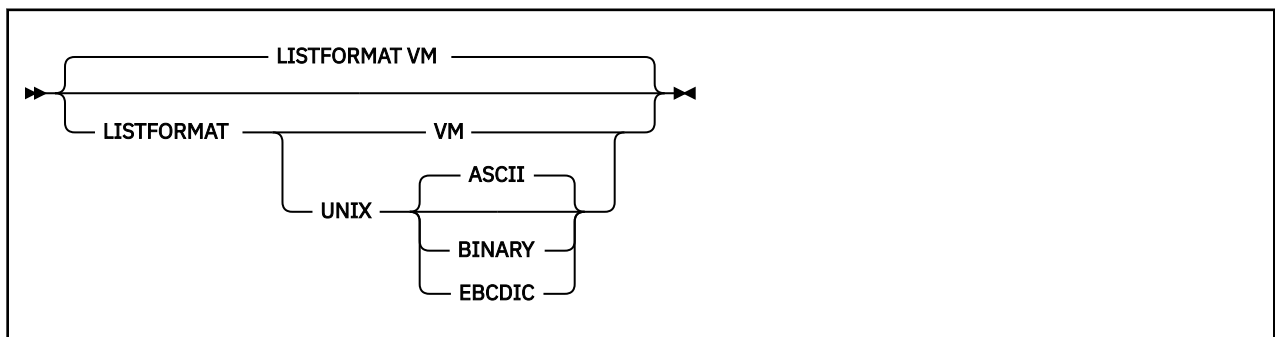 LISTFORMAT VM
LISTFORMAT VM
ASCII
UNIX
BINARY
EBCDIC